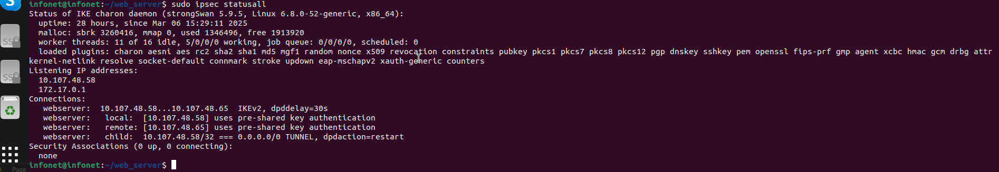 infonet@infonet:~/web_server$ sudo ipsec statusall
Status of IKE charon daemon (strongSwan 5.9.5, Linux 6.8.0-52-generic, x86_64):
  uptime: 28 hours, since Mar 06 15:29:11 2025
  malloc: sbrk 3260416, mmap 0, used 1346496, free 1913920
  worker threads: 11 of 16 idle, 5/0/0/0 working, job queue: 0/0/0/0, scheduled: 0
  loaded plugins: charon aesni aes rc2 sha2 sha1 md5 mgf1 random nonce x509 revocation constraints pubkey pkcs1 pkcs7 pkcs8 pkcs12 pgp dnskey sshkey pem openssl fips-prf gmp agent xcbc hmac gcm drbg attr
kernel-netlink resolve socket-default connmark stroke updown eap-mschapv2 xauth-generic counters
Listening IP addresses:
  10.107.48.58
  172.17.0.1
Connections:
   webserver:  10.107.48.58...10.107.48.65  IKEv2, dpddelay=30s
   webserver:   local:  [10.107.48.58] uses pre-shared key authentication
   webserver:   remote: [10.107.48.65] uses pre-shared key authentication
   webserver:   child:  10.107.48.58/32 === 0.0.0.0/0 TUNNEL, dpdaction=restart
Security Associations (0 up, 0 connecting):
  none
infonet@infonet:~/web_server$
S
SS
SS
Page